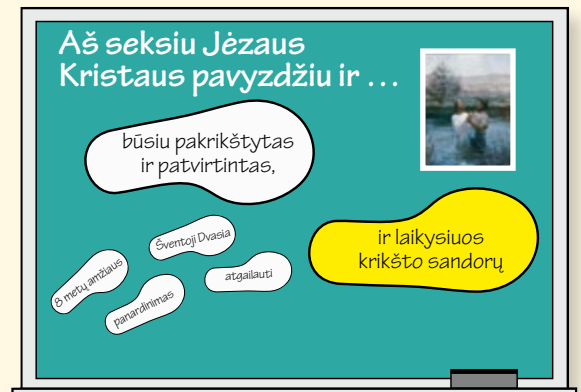 Aš seksiu Jėzaus
Kristaus pavyzdžiu ir …
būsiu pakrikštytas
ir patvirtintas,
Šventoji Dvasia
8 metų amžiaus
atgailauti
panardinimas
ir laikysiuos
krikšto sandorų